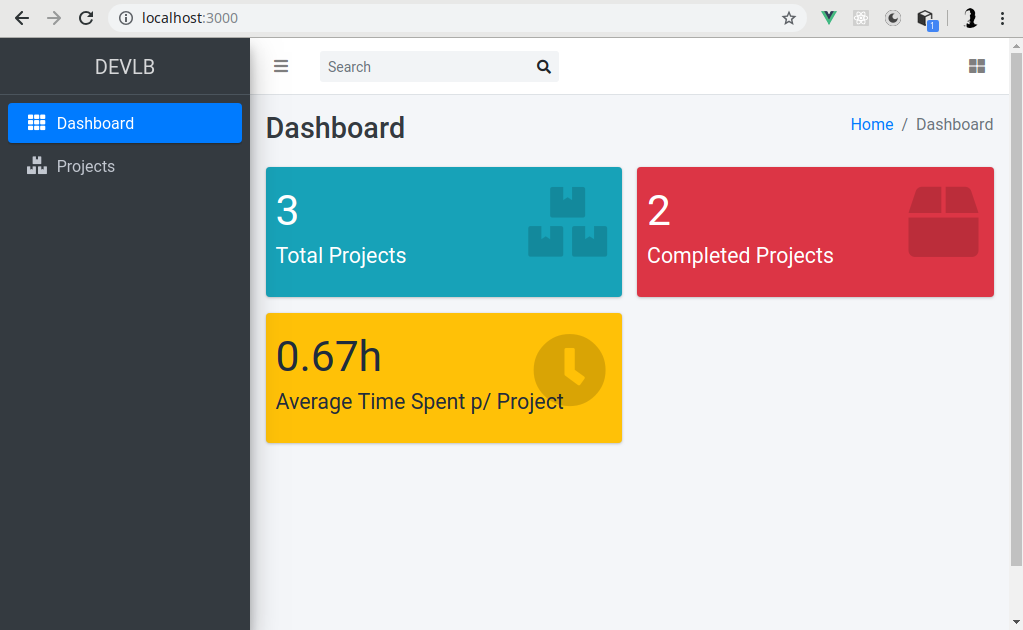 localhost:3000
1
DEVLB
Search
Dashboard
Projects
Dashboard
Home / Dashboard
3
Total Projects
2
Completed Projects
0.67h
Average Time Spent p/ Project